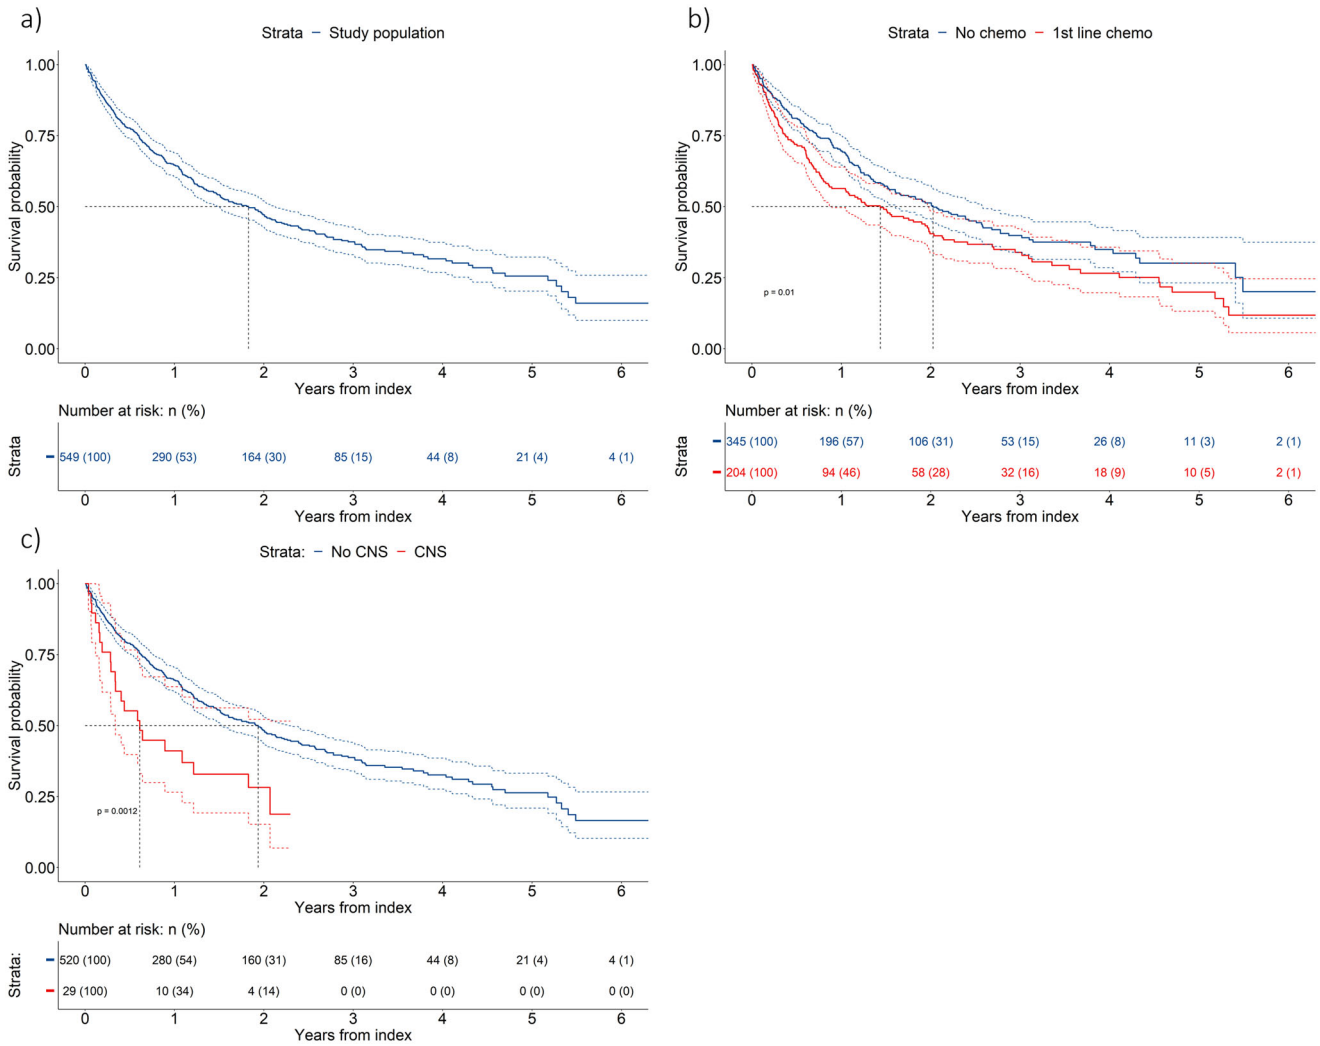 a)
Strata – Study population
1.00
0.75
0.50
0.25
0.00
Survival probability
0 1 2 3 4 5 6
Years from index
Number at risk: n (%)
Strata
549 (100) 290 (53) 164 (30) 85 (15) 44 (8) 21 (4) 4 (1)
0 1 2 3 4 5 6
Years from index
b)
Strata – No chemo – 1st line chemo
1.00
0.75
0.50
0.25
0.00
Survival probability
p = 0.01
0 1 2 3 4 5 6
Years from index
Number at risk: n (%)
Strata
345 (100) 196 (57) 106 (31) 53 (15) 26 (8) 11 (3) 2 (1)
204 (100) 94 (46) 58 (28) 32 (16) 18 (9) 10 (5) 2 (1)
0 1 2 3 4 5 6
Years from index
c)
Strata: – No CNS – CNS
1.00
0.75
0.50
0.25
0.00
Survival probability
p = 0.0012
0 1 2 3 4 5 6
Years from index
Number at risk: n (%)
Strata:
520 (100) 280 (54) 160 (31) 85 (16) 44 (8) 21 (4) 4 (1)
29 (100) 10 (34) 4 (14) 0 (0) 0 (0) 0 (0) 0 (0)
0 1 2 3 4 5 6
Years from index